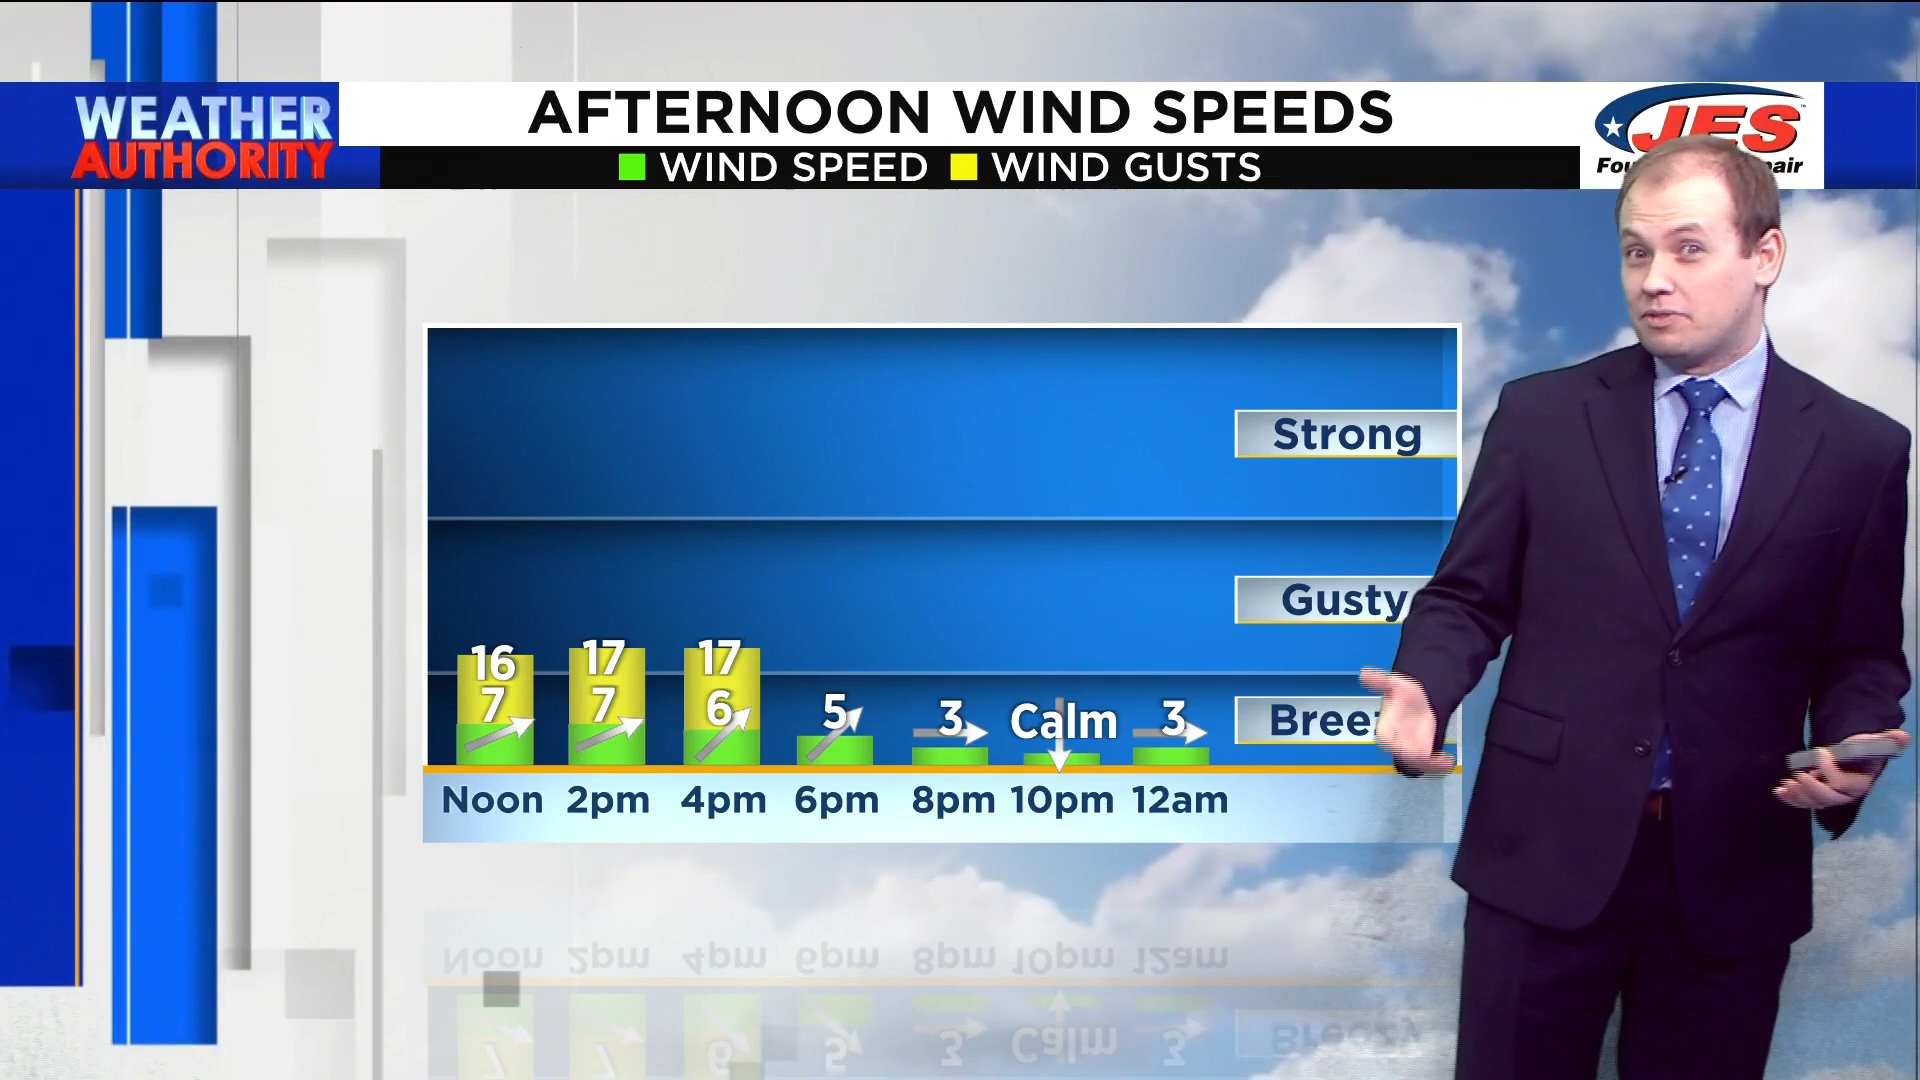 WEATHER
AUTHORITY
AFTERNOON WIND SPEEDS
WIND SPEED WIND GUSTS
JES
Strong
Gusty
16 17 17
7 7 6 5 3 Calm 3
Noon 2pm 4pm 6pm 8pm 10pm 12am